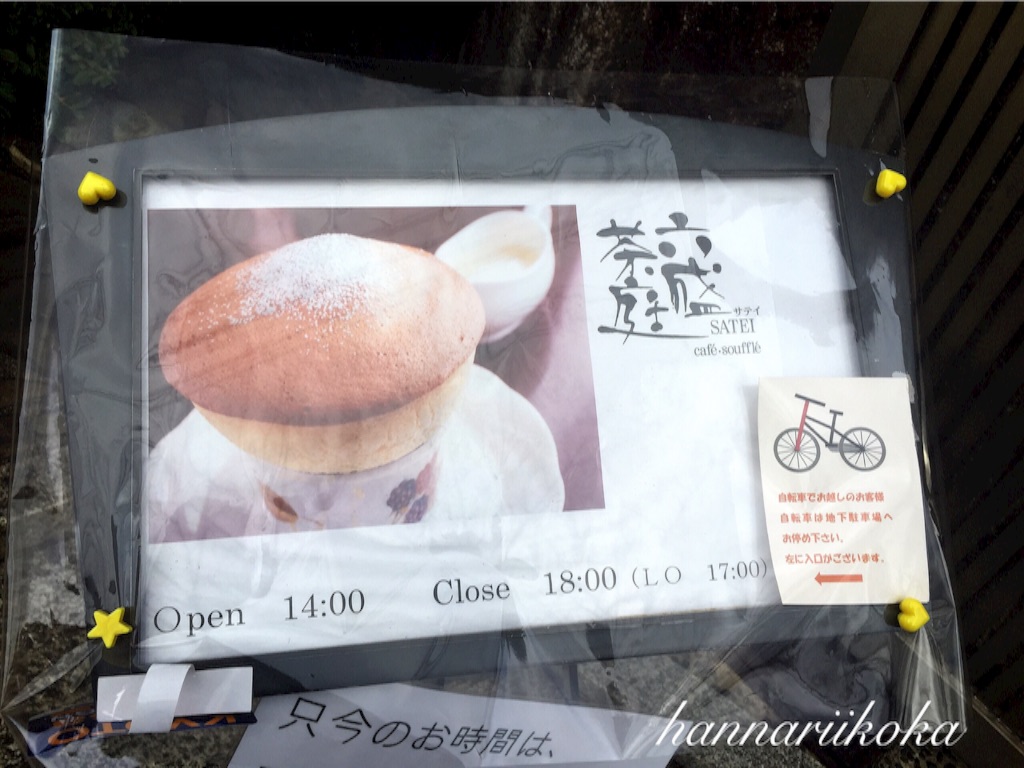 六盛
茶庭
サテイ
SATEI
café·soufflé
自転車でお越しのお客様
自転車は地下駐車場へ
お停め下さい。
左に入口がございます。
Open 14:00 Close 18:00 (LO 17:00)
只今のお時間は、
hannariikoka